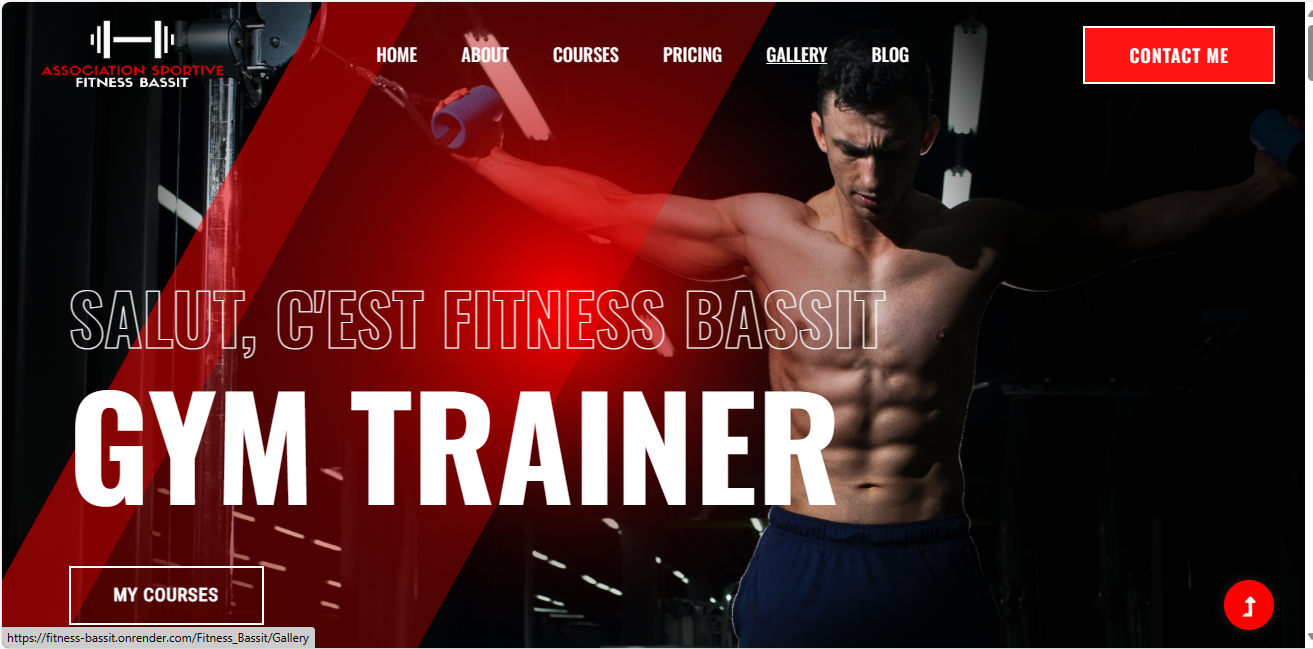 ASSOCIATION SPORTIVE
FITNESS BASSIT
HOME ABOUT COURSES PRICING GALLERY BLOG
CONTACT ME
SALUT, C'EST FITNESS BASSIT
GYM TRAINER
MY COURSES
https://fitness-bassit.onrender.com/Fitness_Bassit/Gallery